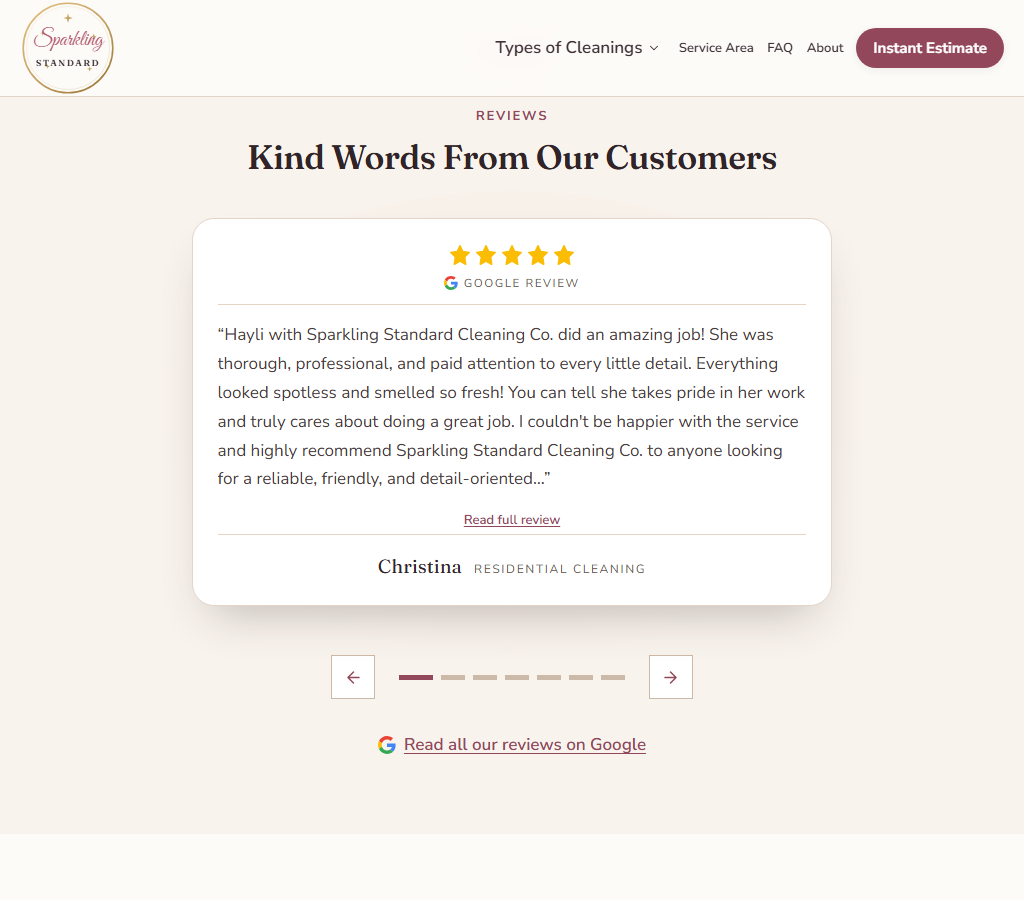 Sparkling
STANDARD
Types of Cleanings
Service Area
FAQ
About
Instant Estimate
REVIEWS
Kind Words From Our Customers
GOOGLE REVIEW
“Hayli with Sparkling Standard Cleaning Co. did an amazing job! She was
thorough, professional, and paid attention to every little detail. Everything
looked spotless and smelled so fresh! You can tell she takes pride in her work
and truly cares about doing a great job. I couldn't be happier with the service
and highly recommend Sparkling Standard Cleaning Co. to anyone looking
for a reliable, friendly, and detail-oriented...”
Read full review
Christina RESIDENTIAL CLEANING
Read all our reviews on Google